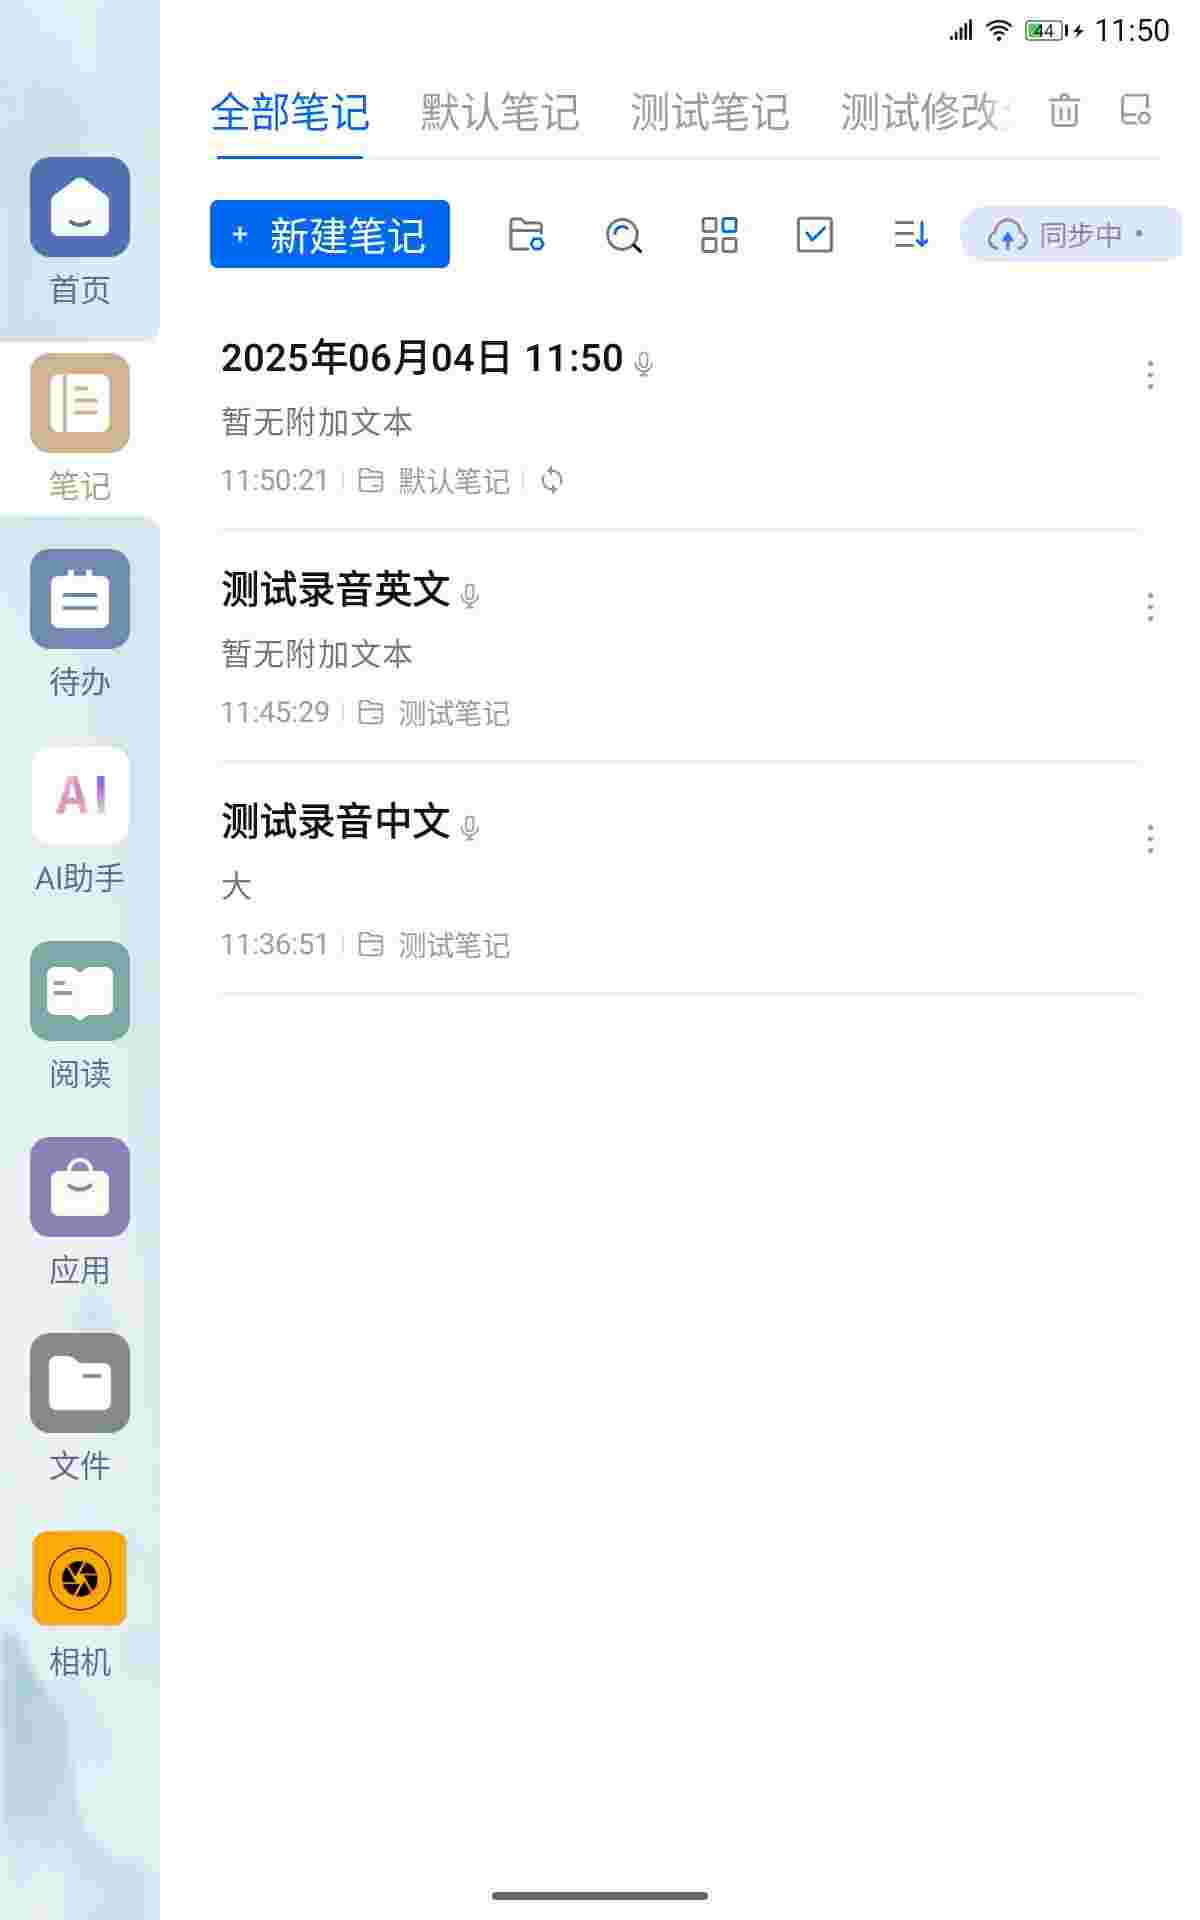 44 11:50
全部笔记 默认笔记 测试笔记 测试修改
+ 新建笔记 同步中
首页
笔记
待办
AI
AI助手
阅读
应用
文件
相机
2025年06月04日 11:50
暂无附加文本
11:50:21 默认笔记
测试录音英文
暂无附加文本
11:45:29 测试笔记
测试录音中文
大
11:36:51 测试笔记